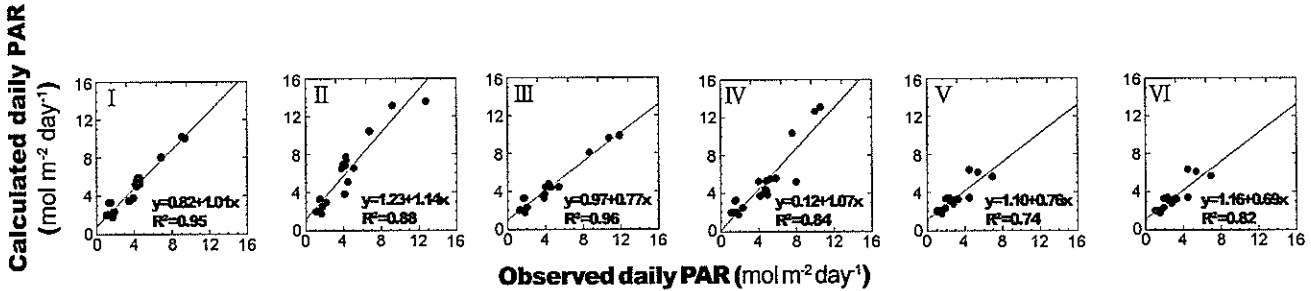 Calculated daily PAR
(mol m⁻² day⁻¹)
16
12
8
4
0
I
y=0.82+1.01x
R²=0.95
0 4 8 12 16
16
12
8
4
0
II
y=1.23+1.14x
R²=0.88
0 4 8 12 16
16
12
8
4
0
III
y=0.97+0.77x
R²=0.96
0 4 8 12 16
16
12
8
4
0
IV
y=0.12+1.07x
R²=0.84
0 4 8 12 16
16
12
8
4
0
V
y=1.10+0.76x
R²=0.74
0 4 8 12 16
16
12
8
4
0
VI
y=1.16+0.69x
R²=0.82
0 4 8 12 16
Observed daily PAR (mol m⁻² day⁻¹)